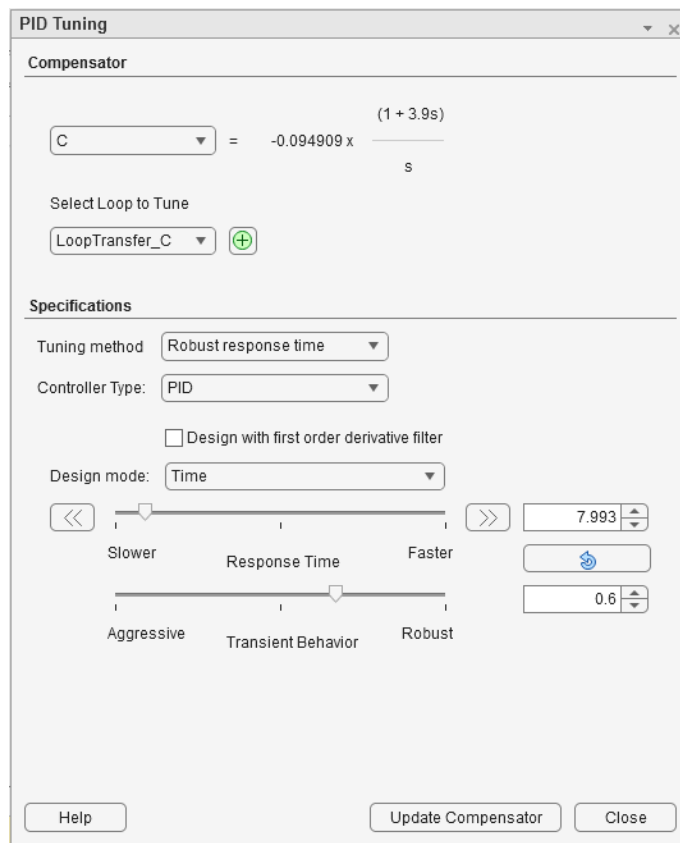 PID Tuning
Compensator
(1 + 3.9s)
C = -0.094909 x
s
Select Loop to Tune
LoopTransfer_C
Specifications
Tuning method Robust response time
Controller Type: PID
Design with first order derivative filter
Design mode: Time
7.993
Slower Response Time Faster
0.6
Aggressive Transient Behavior Robust
Help Update Compensator Close